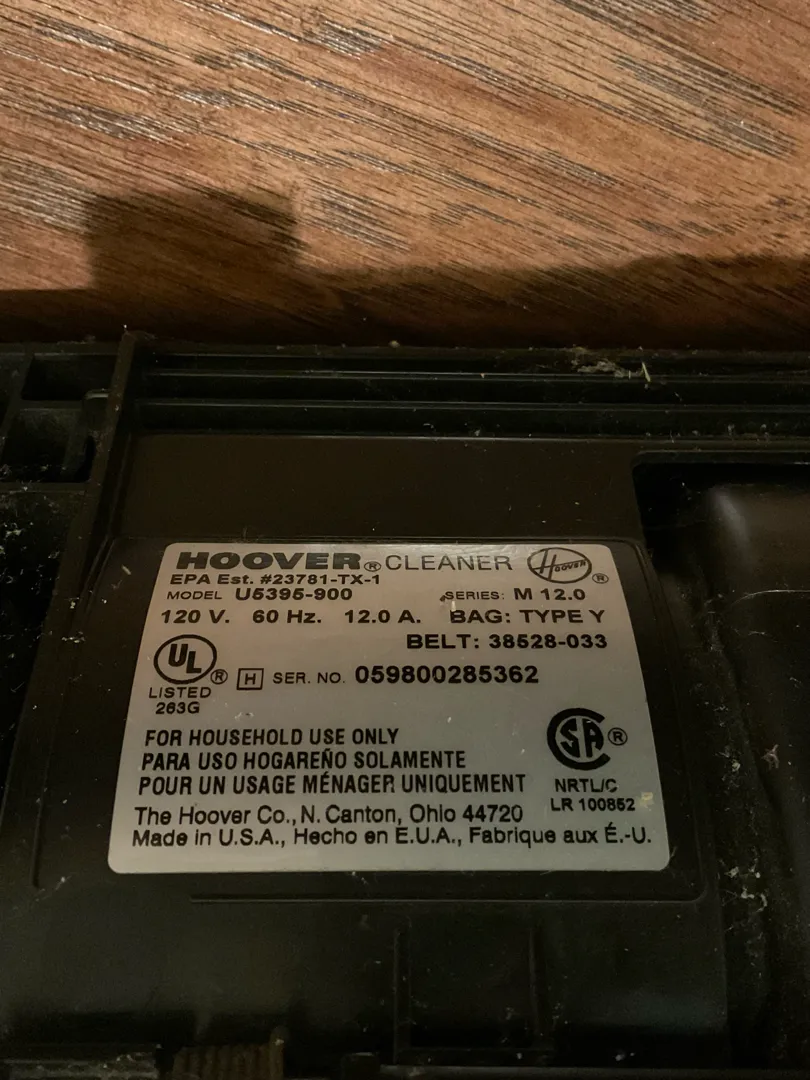 HOOVER® CLEANER HOOVER®
EPA Est. #23781-TX-1
MODEL U5395-900 SERIES: M 12.0
120 V. 60 Hz. 12.0 A. BAG: TYPE Y
BELT: 38528-033
UL® H SER. NO. 059800285362
LISTED
263G
FOR HOUSEHOLD USE ONLY
PARA USO HOGAREÑO SOLAMENTE
POUR UN USAGE MÉNAGER UNIQUEMENT
SA®
NRTL/C
LR 100852
The Hoover Co., N. Canton, Ohio 44720
Made in U.S.A., Hecho en E.U.A., Fabrique aux É.-U.